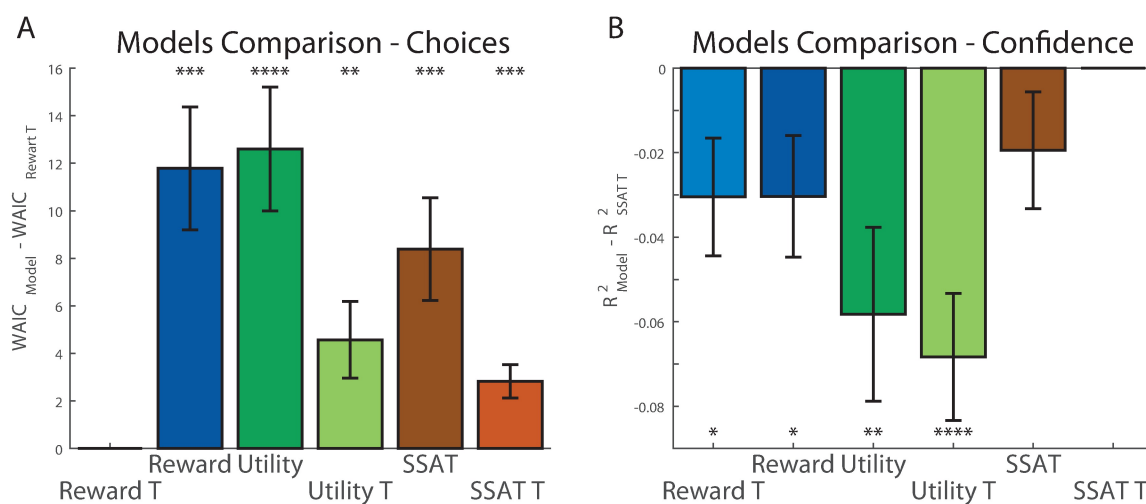 A
Models Comparison - Choices
WAIC Model - WAIC Rewart T
16
14
12
10
8
6
4
2
0
***
****
**
***
***
Reward T
Reward
Utility
Utility T
SSAT
SSAT T
B
Models Comparison - Confidence
R2 Model - R2 SSAT T
0
-0.02
-0.04
-0.06
-0.08
*
*
**
****
Reward T
Reward
Utility
Utility T
SSAT
SSAT T